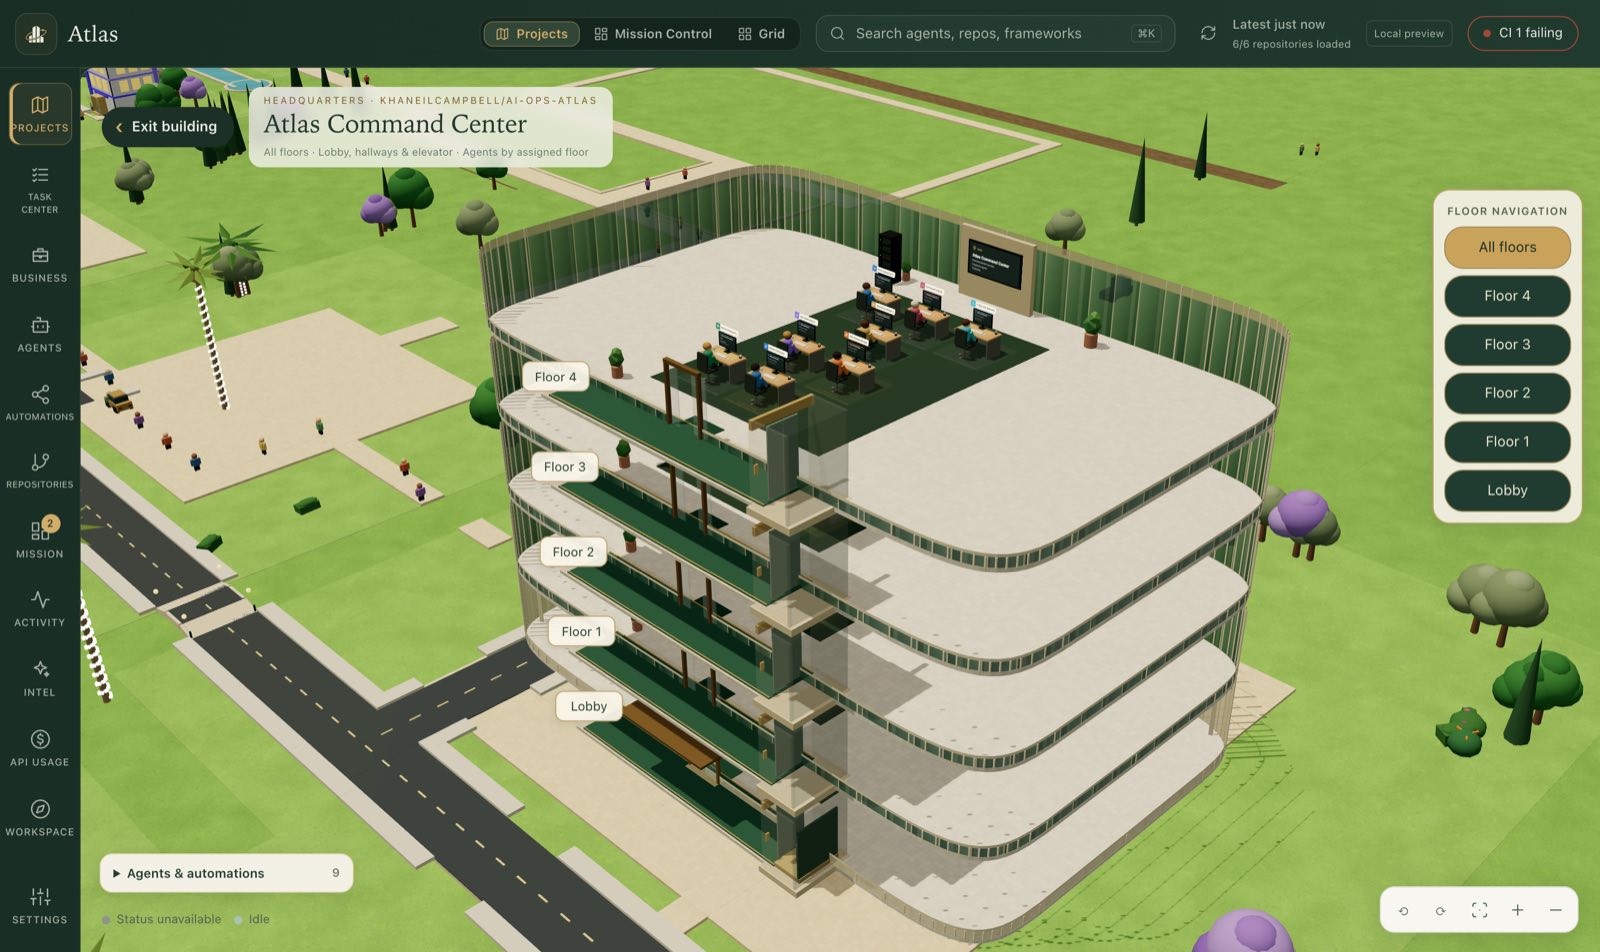 Atlas
Projects
Mission Control
Grid
Search agents, repos, frameworks
⌘K
Latest just now
6/6 repositories loaded
Local preview
CI 1 failing
PROJECTS
TASK
CENTER
BUSINESS
AGENTS
AUTOMATIONS
REPOSITORIES
2
MISSION
ACTIVITY
INTEL
API USAGE
WORKSPACE
SETTINGS
Exit building
HEADQUARTERS · KHANEILCAMPBELL/AI-OPS-ATLAS
Atlas Command Center
All floors · Lobby, hallways & elevator · Agents by assigned floor
Atlas Command Center
Floor 4
Floor 3
Floor 2
Floor 1
Lobby
FLOOR NAVIGATION
All floors
Floor 4
Floor 3
Floor 2
Floor 1
Lobby
Agents & automations
9
Status unavailable
Idle